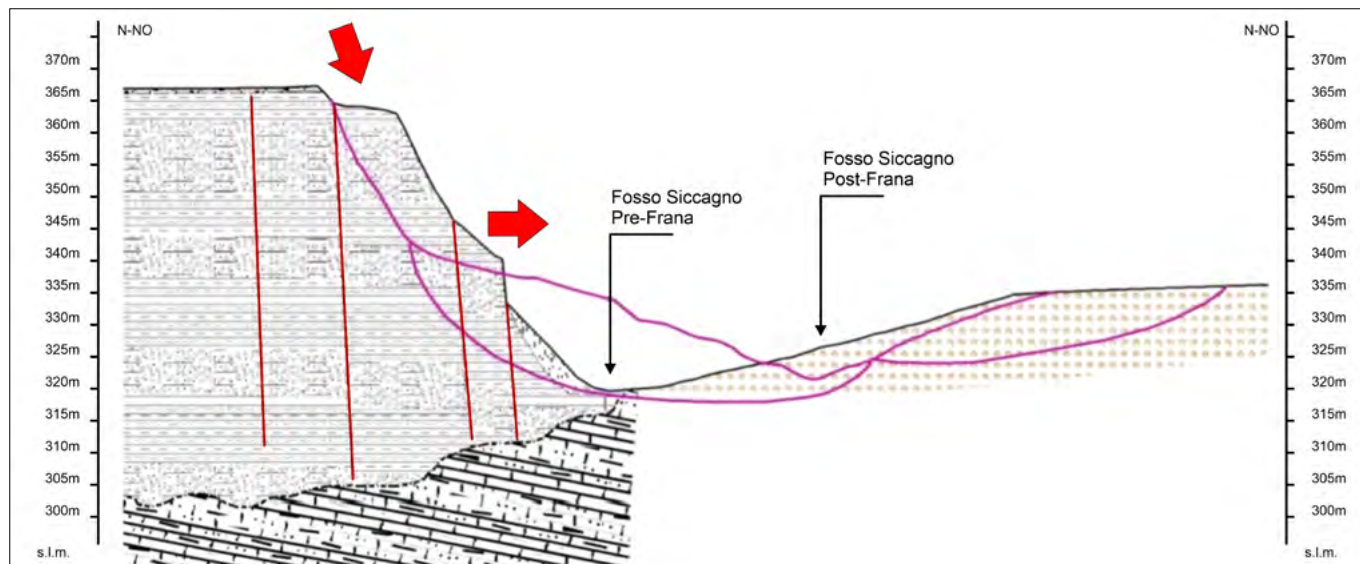 N-NO
N-NO
370m
365m
360m
355m
350m
345m
340m
335m
330m
325m
320m
315m
310m
305m
300m
s.l.m.
Fosso Siccagno
Pre-Frana
Fosso Siccagno
Post-Frana
370m
365m
360m
355m
350m
345m
340m
335m
330m
325m
320m
315m
310m
305m
300m
s.l.m.